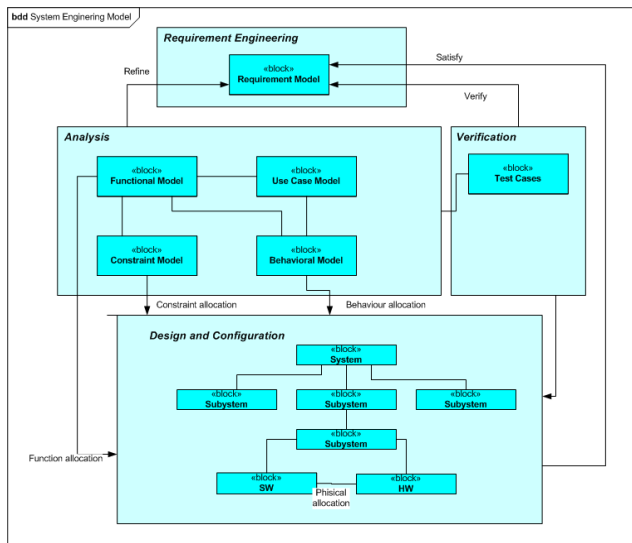 bdd System Enginering Model
Requirement Engineering
Satisfy
«block»
Requirement Model
Refine
Verify
Analysis
Verification
«block»
Functional Model
«block»
Use Case Model
«block»
Test Cases
«block»
Constraint Model
«block»
Behavioral Model
Constraint allocation
Behaviour allocation
Design and Configuration
«block»
System
«block»
Subystem
«block»
Subystem
«block»
Subystem
«block»
Subystem
Function allocation
«block»
SW
Phisical
allocation
«block»
HW